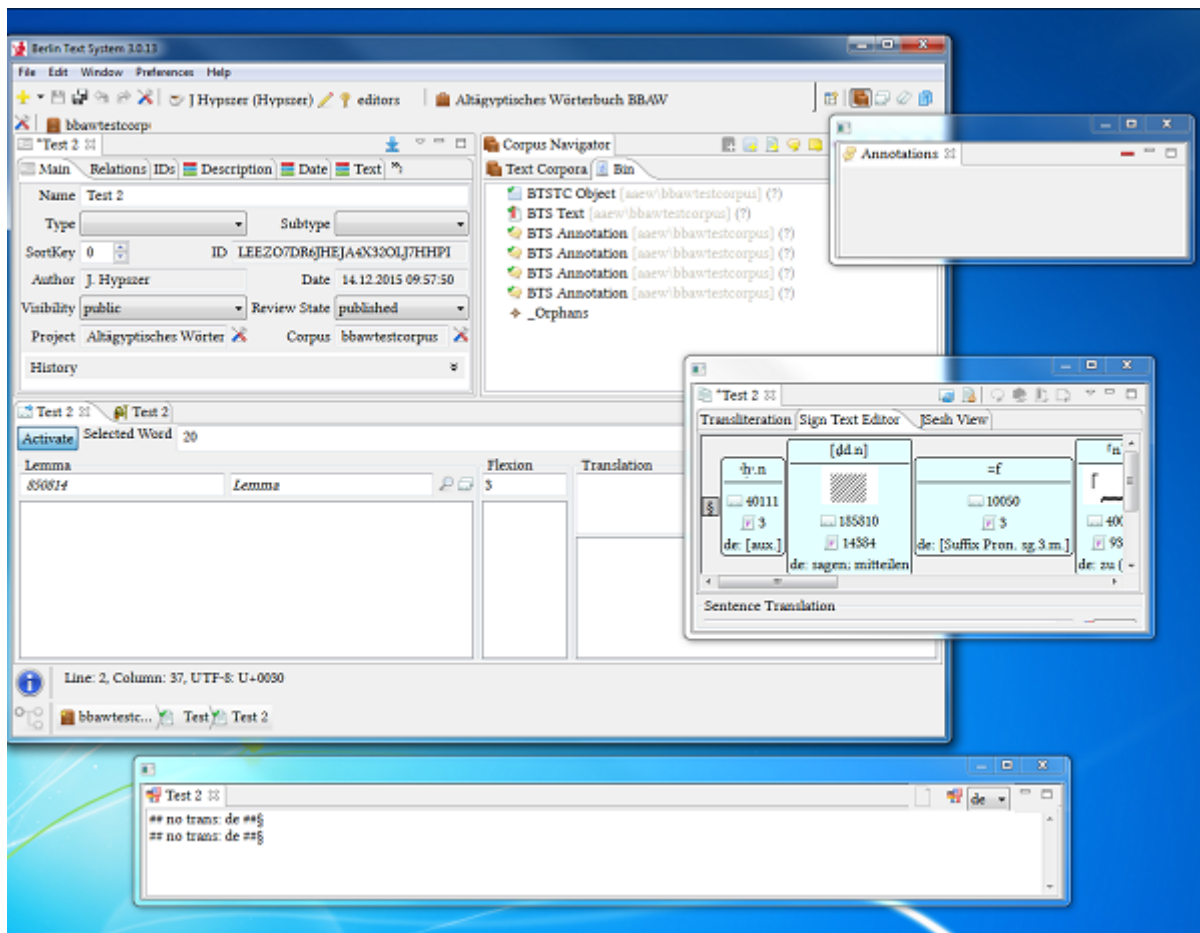 Berlin Text System 3.0.13
File Edit Window Preferences Help
J Hypszer (Hypszer) editors Altägyptisches Wörterbuch BBAW
bbawtestcorp
*Test 2
Main Relations IDs Description Date Text
Name Test 2
Type Subtype
SortKey 0 ID LEEZO7DR6JHEJA4X32OLJ7HHPI
Author J. Hypszer Date 14.12.2015 09:57:50
Visibility public Review State published
Project Altägyptisches Wörter Corpus bbawtestcorpus
History
Corpus Navigator
Text Corpora Bin
BTSTC Object [aaew\bbawtestcorpus] (?)
BTS Text [aaew\bbawtestcorpus] (?)
BTS Annotation [aaew\bbawtestcorpus] (?)
BTS Annotation [aaew\bbawtestcorpus] (?)
BTS Annotation [aaew\bbawtestcorpus] (?)
BTS Annotation [aaew\bbawtestcorpus] (?)
_Orphans
Annotations
Test 2 Test 2
Activate Selected Word 20
Lemma Flexion Translation
850814 Lemma 3
*Test 2
Transliteration Sign Text Editor JSesh View
§
40111
3
de: [aux.]
[ḏd.n]
185810
14384
de: sagen; mitteilen
=f
10050
3
de: [Suffix Pron. sg.3.m.]
400
93
de: zu (
Sentence Translation
Line: 2, Column: 37, UTF-8: U+0030
bbawtestc... Test Test 2
Test 2 de
## no trans: de ##§
## no trans: de ##§